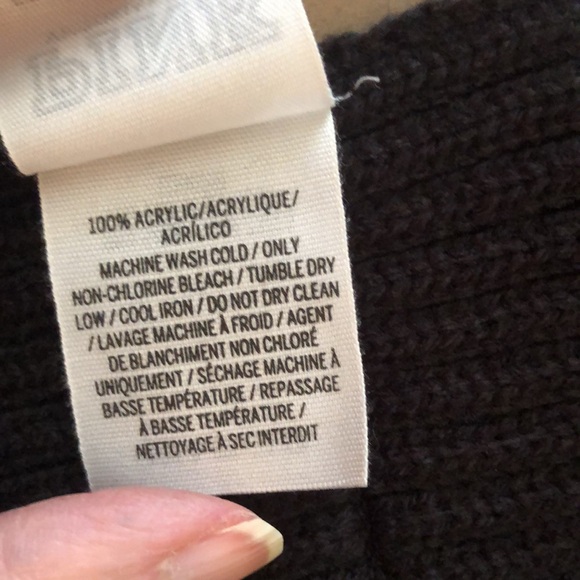 PINK
100% ACRYLIC/ACRYLIQUE/
ACRÍLICO
MACHINE WASH COLD / ONLY
NON-CHLORINE BLEACH / TUMBLE DRY
LOW / COOL IRON / DO NOT DRY CLEAN
/ LAVAGE MACHINE À FROID / AGENT
DE BLANCHIMENT NON CHLORÉ
UNIQUEMENT / SÉCHAGE MACHINE À
BASSE TEMPÉRATURE / REPASSAGE
À BASSE TEMPÉRATURE /
NETTOYAGE À SEC INTERDIT